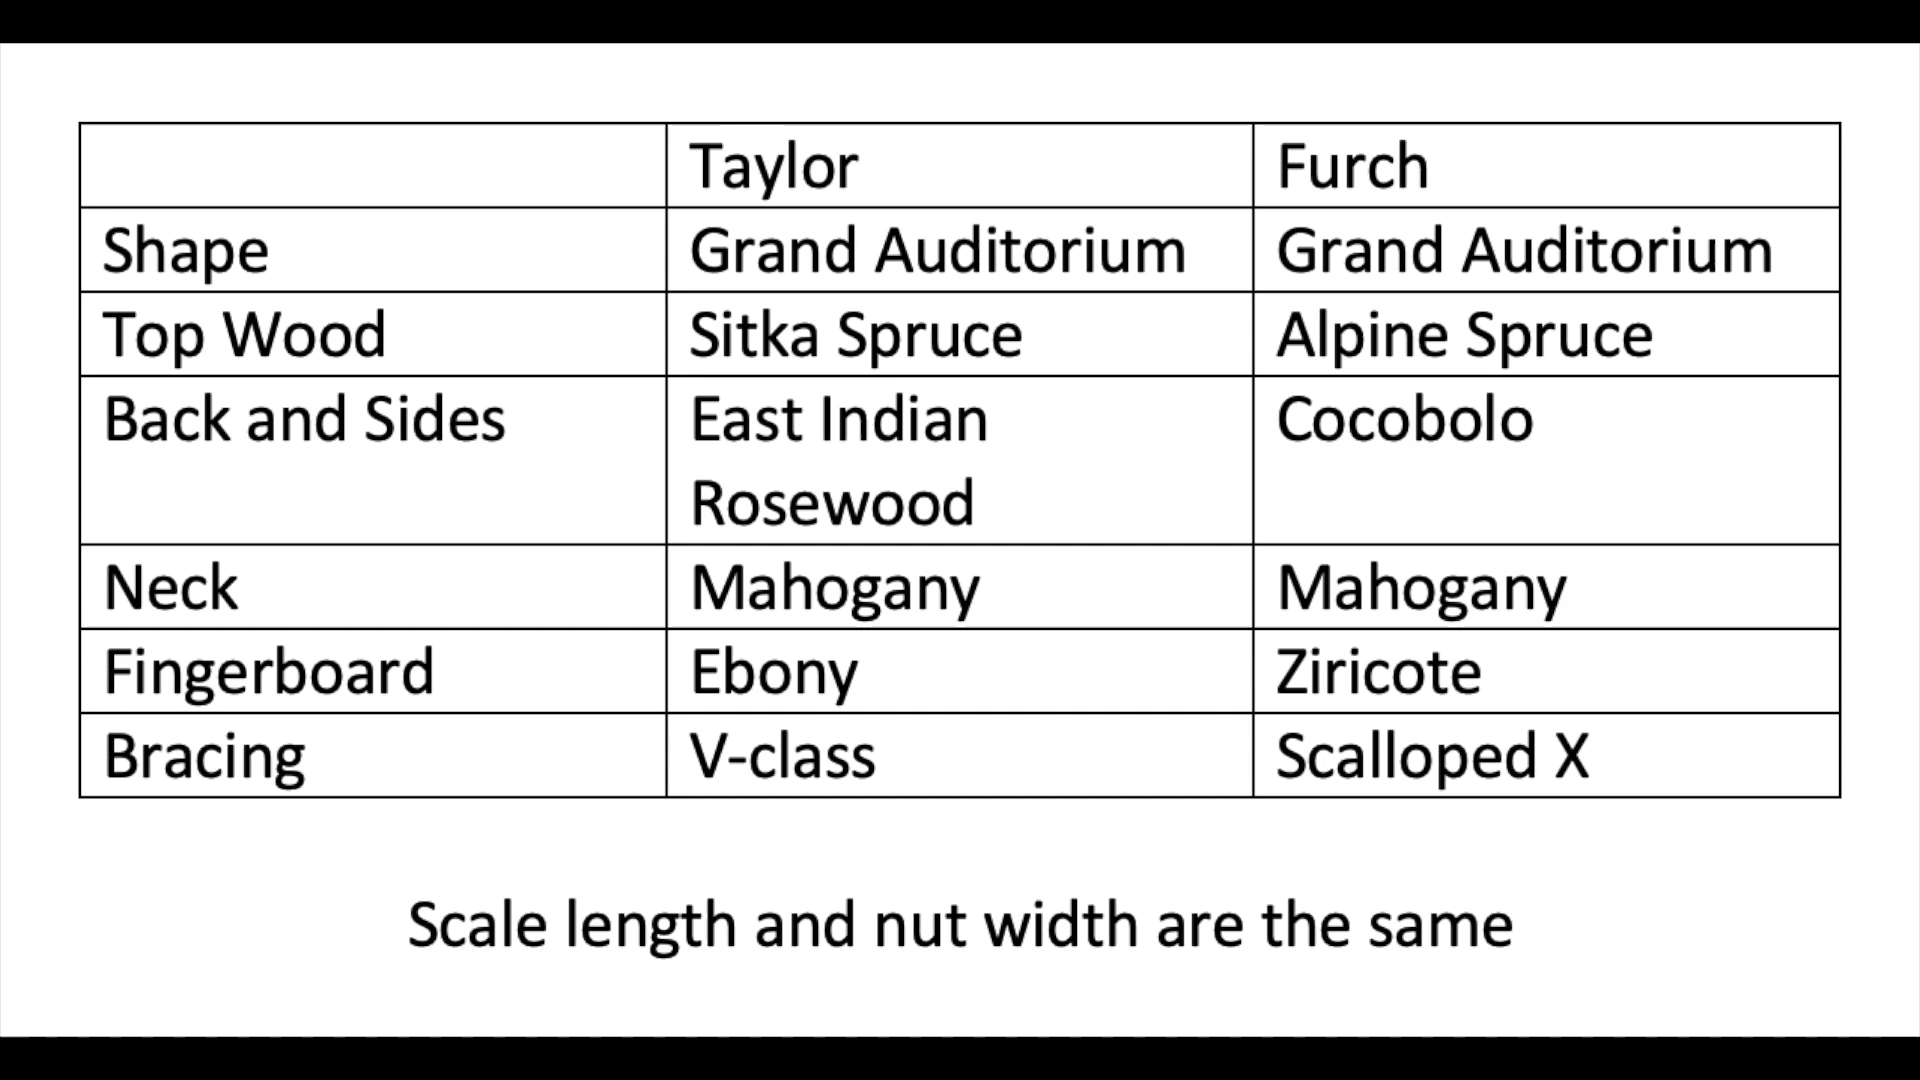 Taylor Furch
Shape Grand Auditorium Grand Auditorium
Top Wood Sitka Spruce Alpine Spruce
Back and Sides East Indian Cocobolo
Rosewood
Neck Mahogany Mahogany
Fingerboard Ebony Ziricote
Bracing V-class Scalloped X
Scale length and nut width are the same